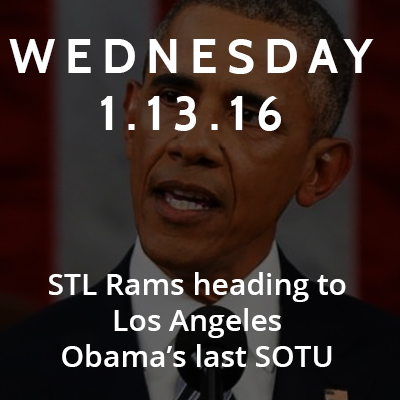 WEDNESDAY
1.13.16
STL Rams heading to
Los Angeles
Obama's last SOTU